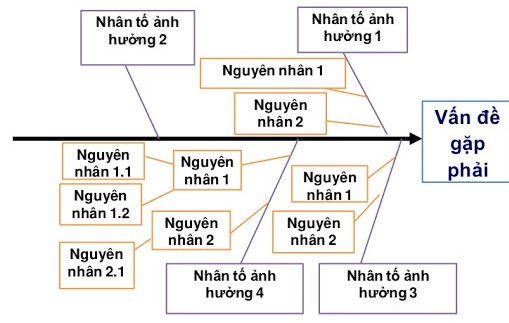 Nhân tố ảnh
hưởng 2
Nhân tố ảnh
hưởng 1
Nguyên nhân 1
Nguyên
nhân 2
Vấn đề
gặp
phải
Nguyên
nhân 1.1
Nguyên
nhân 1
Nguyên
nhân 1
Nguyên
nhân 1.2
Nguyên
nhân 2
Nguyên
nhân 2
Nguyên
nhân 2.1
Nhân tố ảnh
hưởng 4
Nhân tố ảnh
hưởng 3